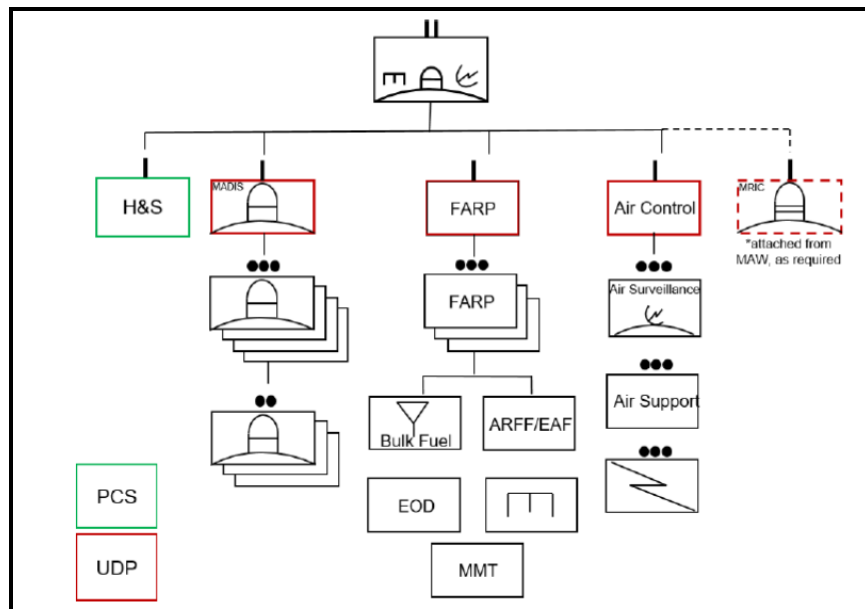 H&S
MADIS
FARP
Air Control
MRIC
*attached from
MAW, as required
FARP
Air Surveillance
Bulk Fuel
ARFF/EAF
Air Support
EOD
MMT
PCS
UDP